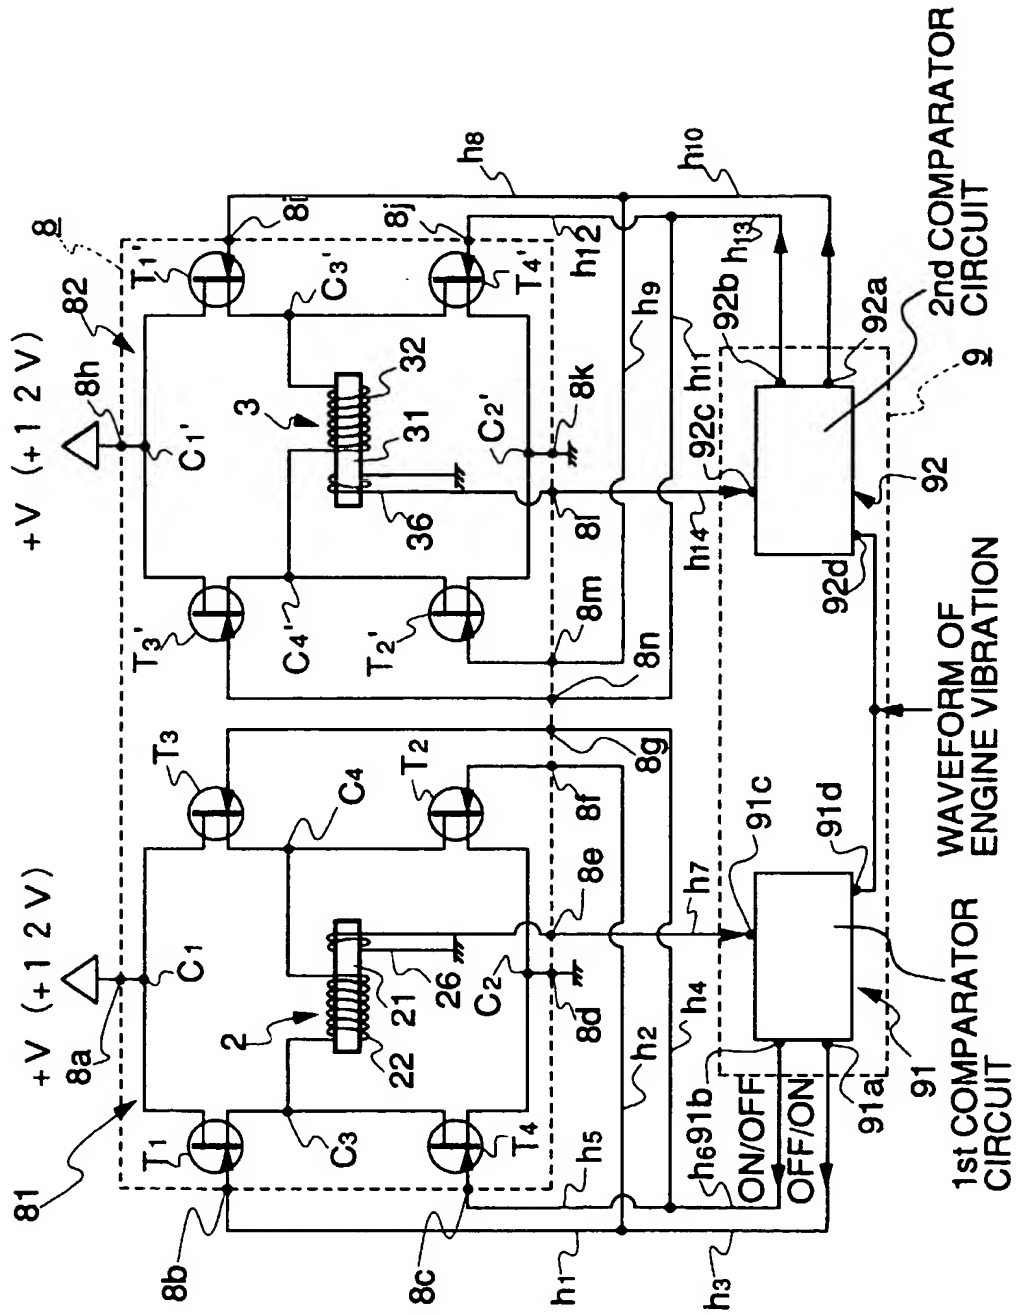 +V (+12V)
+V (+12V)
81
8a
82
8h
8
C1
C1'
T1
T3
T3'
T1'
8b
8i
C3
C4
C4'
C3'
2
3
22
21
26
36
31
32
T4
T2
T2'
T4'
8c
8j
C2
C2'
8d
8e
8f
8g
8n
8m
8l
8k
h1
h5
h2
h4
h7
h14
h9
h11
h12
h8
h3
h6
91b
91c
92c
92b
h13
h10
ON/OFF
OFF/ON
91a
91
91d
92d
92
92a
9
1st COMPARATOR
CIRCUIT
WAVEFORM OF
ENGINE VIBRATION
2nd COMPARATOR
CIRCUIT